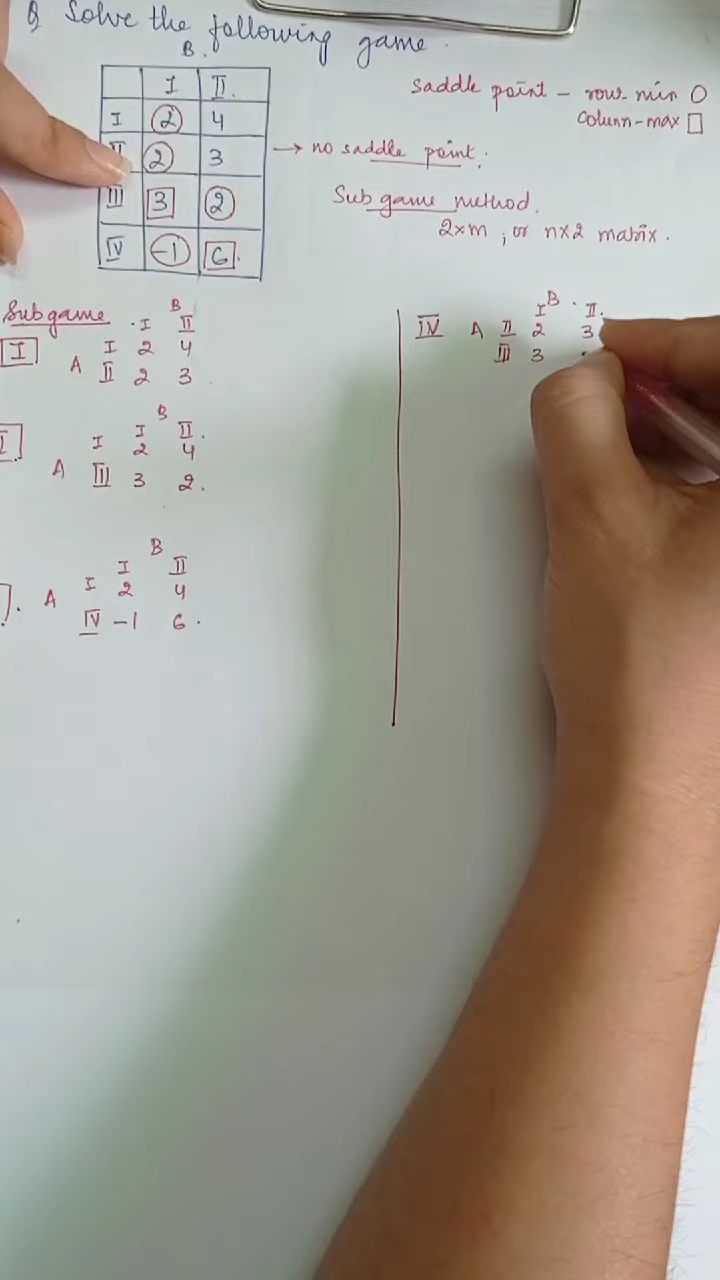 Q Solve the following game.
B.
I II.
I 2 4
II 2 3
III 3 2
IV -1 6.
saddle point - row min O
column-max □
→ no saddle point.
Sub game method.
2×m, or n×2 matrix.
Subgame
B
I II
I A I 2 4
II 2 3
B
I II.
I 2 4
A III 3 2.
B
I II
A I 2 4
IV -1 6.
B
I II.
IV A II 2 3
III 3